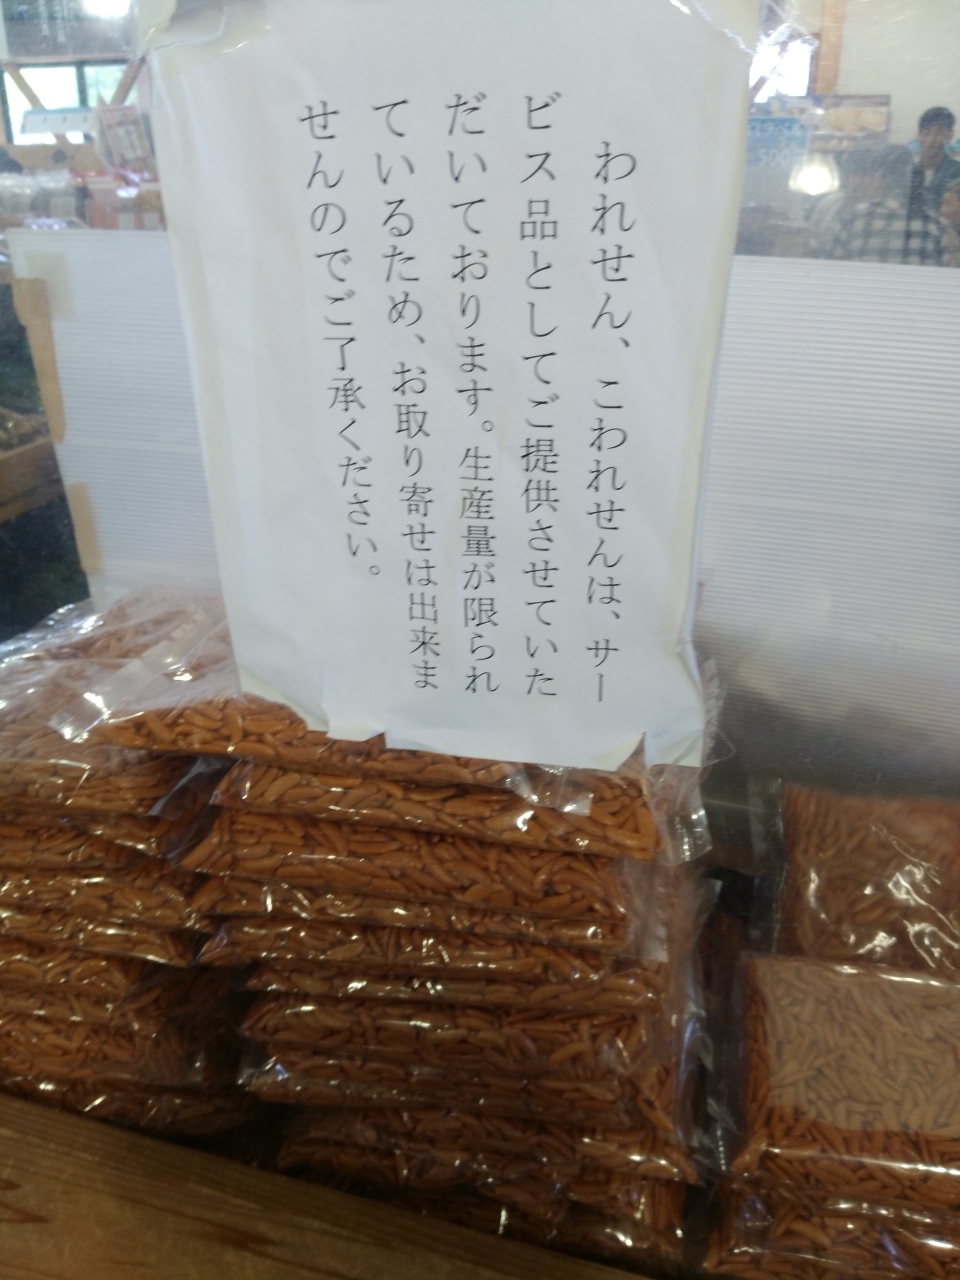 われせん、こわれせんは、サー
ビス品としてご提供させていた
だいております。生産量が限られ
ているため、お取り寄せは出来ま
せんのでご了承ください。
500